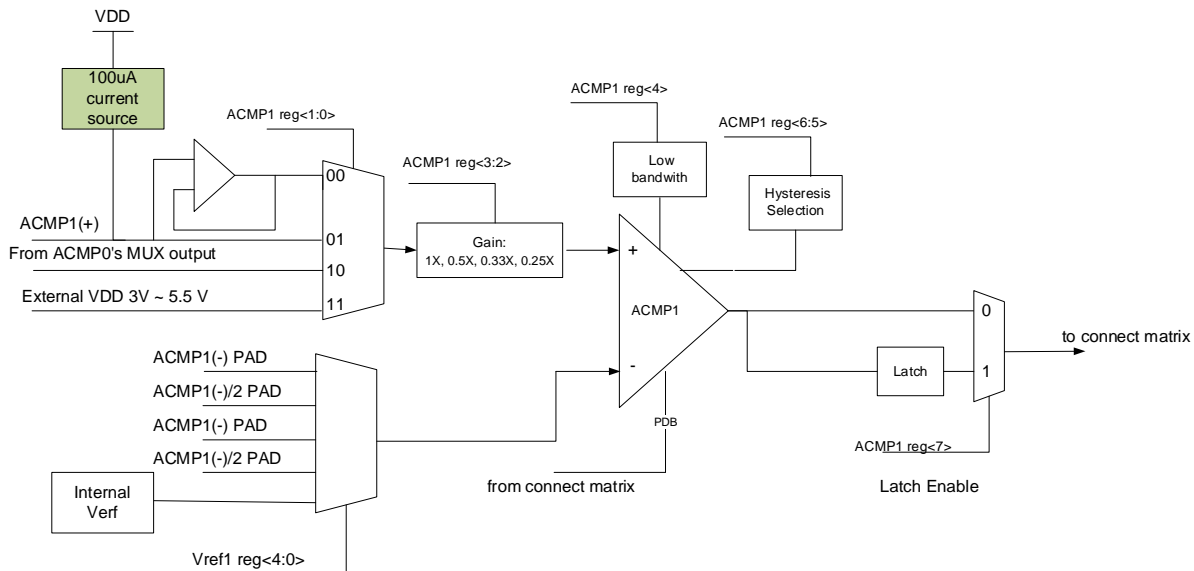 VDD
100uA
current
source
ACMP1 reg<1:0>
ACMP1 reg<3:2>
ACMP1 reg<4>
ACMP1 reg<6:5>
Low
bandwith
Hysteresis
Selection
00
01
10
11
ACMP1(+)
From ACMP0's MUX output
External VDD 3V ~ 5.5 V
Gain:
1X, 0.5X, 0.33X, 0.25X
+
ACMP1
-
PDB
from connect matrix
0
1
Latch
to connect matrix
ACMP1 reg<7>
Latch Enable
ACMP1(-) PAD
ACMP1(-)/2 PAD
ACMP1(-) PAD
ACMP1(-)/2 PAD
Internal
Verf
Vref1 reg<4:0>